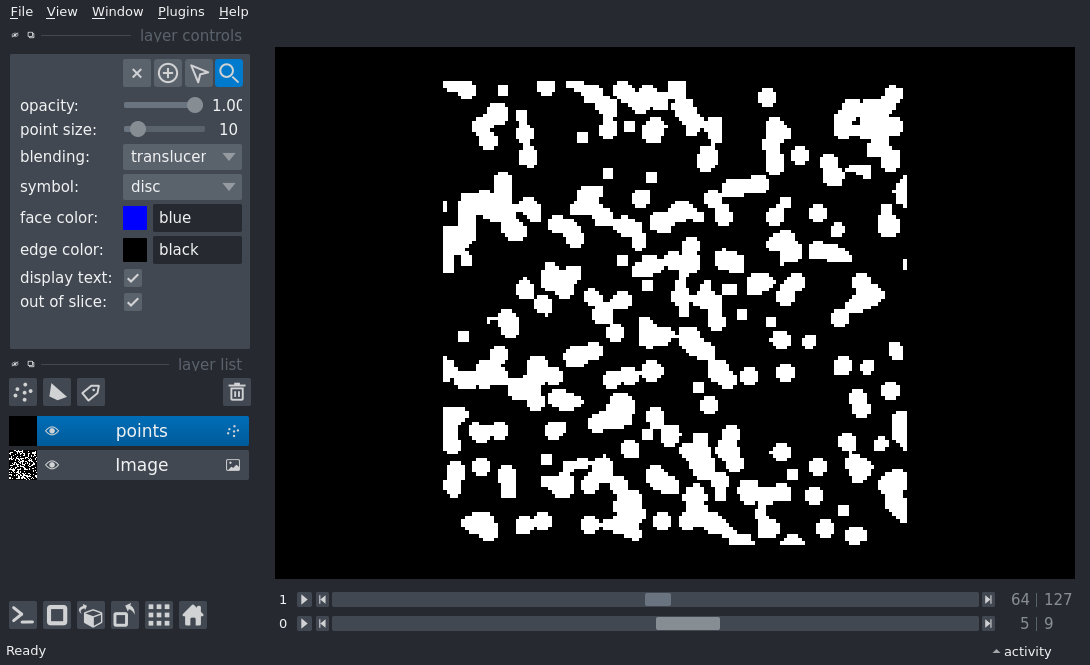 File View Window Plugins Help
layer controls
opacity: 1.00
point size: 10
blending: translucen
symbol: disc
face color: blue
edge color: black
display text:
out of slice:
layer list
points
Image
1 64 | 127
0 5 | 9
Ready activity